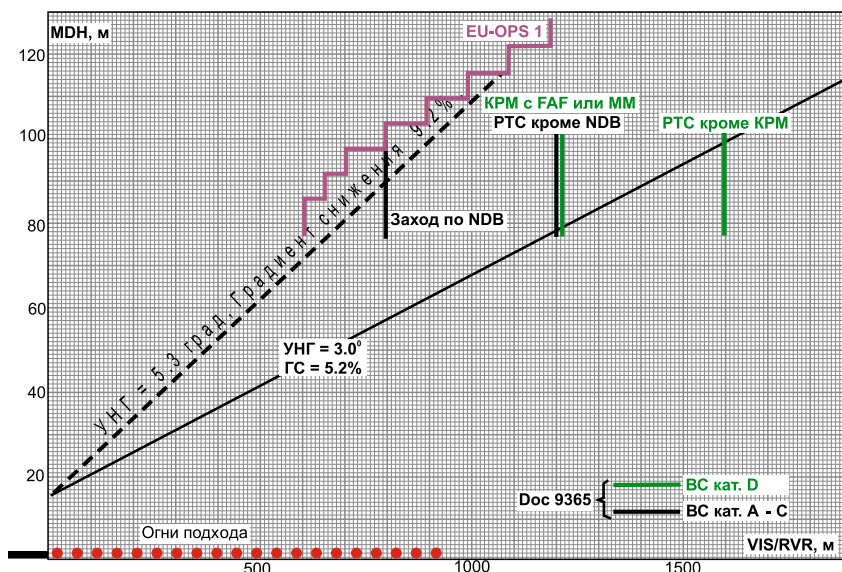 MDH, м
EU-OPS 1
120
КРМ с FAF или ММ
РТС кроме NDB
РТС кроме КРМ
100
Заход по NDB
80
УНГ = 5.3 град, Градиент снижения 9.2%
60
УНГ = 3.0⁰
ГС = 5.2%
40
20
Doc 9365
ВС кат. D
ВС кат. А - С
Огни подхода
VIS/RVR, м
500
1000
1500